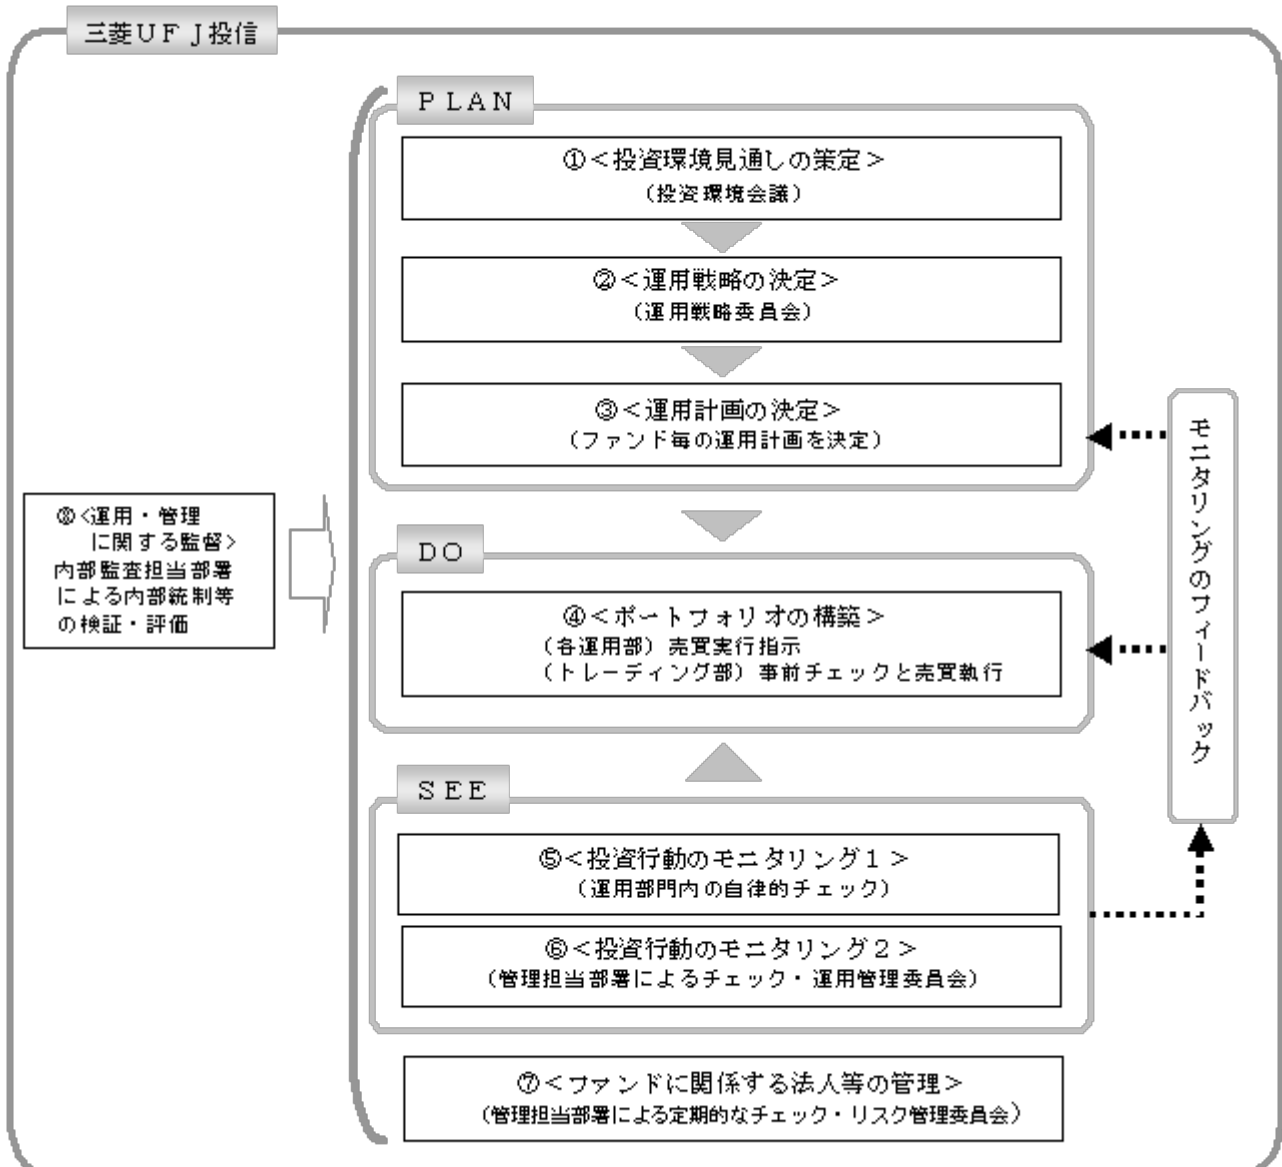 三菱UFJ投信
PLAN
①＜投資環境見通しの策定＞
（投資環境会議）
②＜運用戦略の決定＞
（運用戦略委員会）
③＜運用計画の決定＞
（ファンド毎の運用計画を決定）
⑧＜運用・管理
に関する監督＞
内部監査担当部署
による内部統制等
の検証・評価
DO
④＜ポートフォリオの構築＞
（各運用部）売買実行指示
（トレーディング部）事前チェックと売買執行
モニタリングのフィードバック
SEE
⑤＜投資行動のモニタリング１＞
（運用部門内の自律的チェック）
⑥＜投資行動のモニタリング２＞
（管理担当部署によるチェック・運用管理委員会）
⑦＜ファンドに関係する法人等の管理＞
（管理担当部署による定期的なチェック・リスク管理委員会）